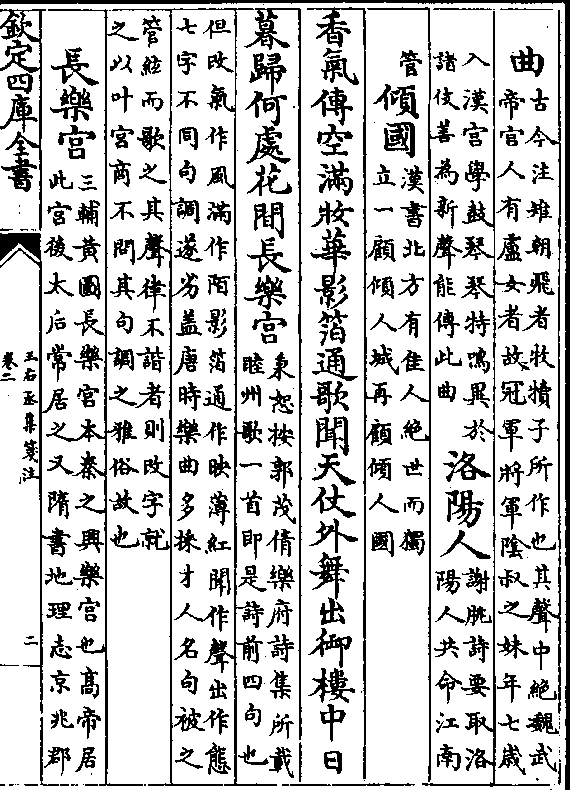 曲
古今注雉朝飛者牧犢子所作也其聲中絶魏武
帝官人有盧女者故冠軍將軍陰叔之妹年七歲
入漢宮學鼓琴琴特鳴異於
諸伎善為新聲能傳此曲
洛陽人
謝朓詩要取洛
陽人共命江南
管
傾國
漢書北方有佳人絶世而獨
立一顧傾人城再顧傾人國
香氣傳空滿妝華影箔通歌聞天仗外舞出御樓中日
暮歸何處花間長樂宮
恕按郭茂倩樂府詩集所載
睦州歌一首即是詩前四句也
但改氣作風滿作陌影箔通作映薄紅聞作聲出作態
七字不同句調遂劣盖唐時樂曲多採才人名句被之
管絃而歌之其聲律不諧者則改字就
之以叶宮商不問其句調之雅俗故也
長樂宮
三輔黄圖長樂宮本秦之興樂宮也高帝居
此宮後太后常居之又隋書地理志京兆郡
欽定四庫全書
王右丞集箋注
卷二
二